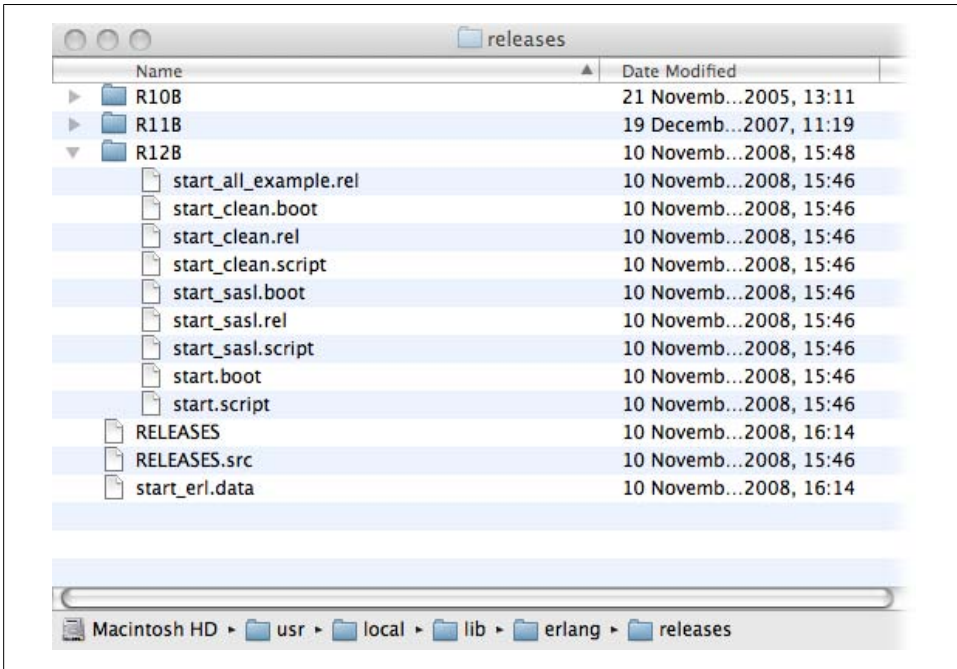 releases
Name Date Modified
R10B 21 Novemb...2005, 13:11
R11B 19 Decemb...2007, 11:19
R12B 10 Novemb...2008, 15:48
start_all_example.rel 10 Novemb...2008, 15:46
start_clean.boot 10 Novemb...2008, 15:46
start_clean.rel 10 Novemb...2008, 15:46
start_clean.script 10 Novemb...2008, 15:46
start_sasl.boot 10 Novemb...2008, 15:46
start_sasl.rel 10 Novemb...2008, 15:46
start_sasl.script 10 Novemb...2008, 15:46
start.boot 10 Novemb...2008, 15:46
start.script 10 Novemb...2008, 15:46
RELEASES 10 Novemb...2008, 16:14
RELEASES.src 10 Novemb...2008, 15:46
start_erl.data 10 Novemb...2008, 16:14
Macintosh HD ▸ usr ▸ local ▸ lib ▸ erlang ▸ releases